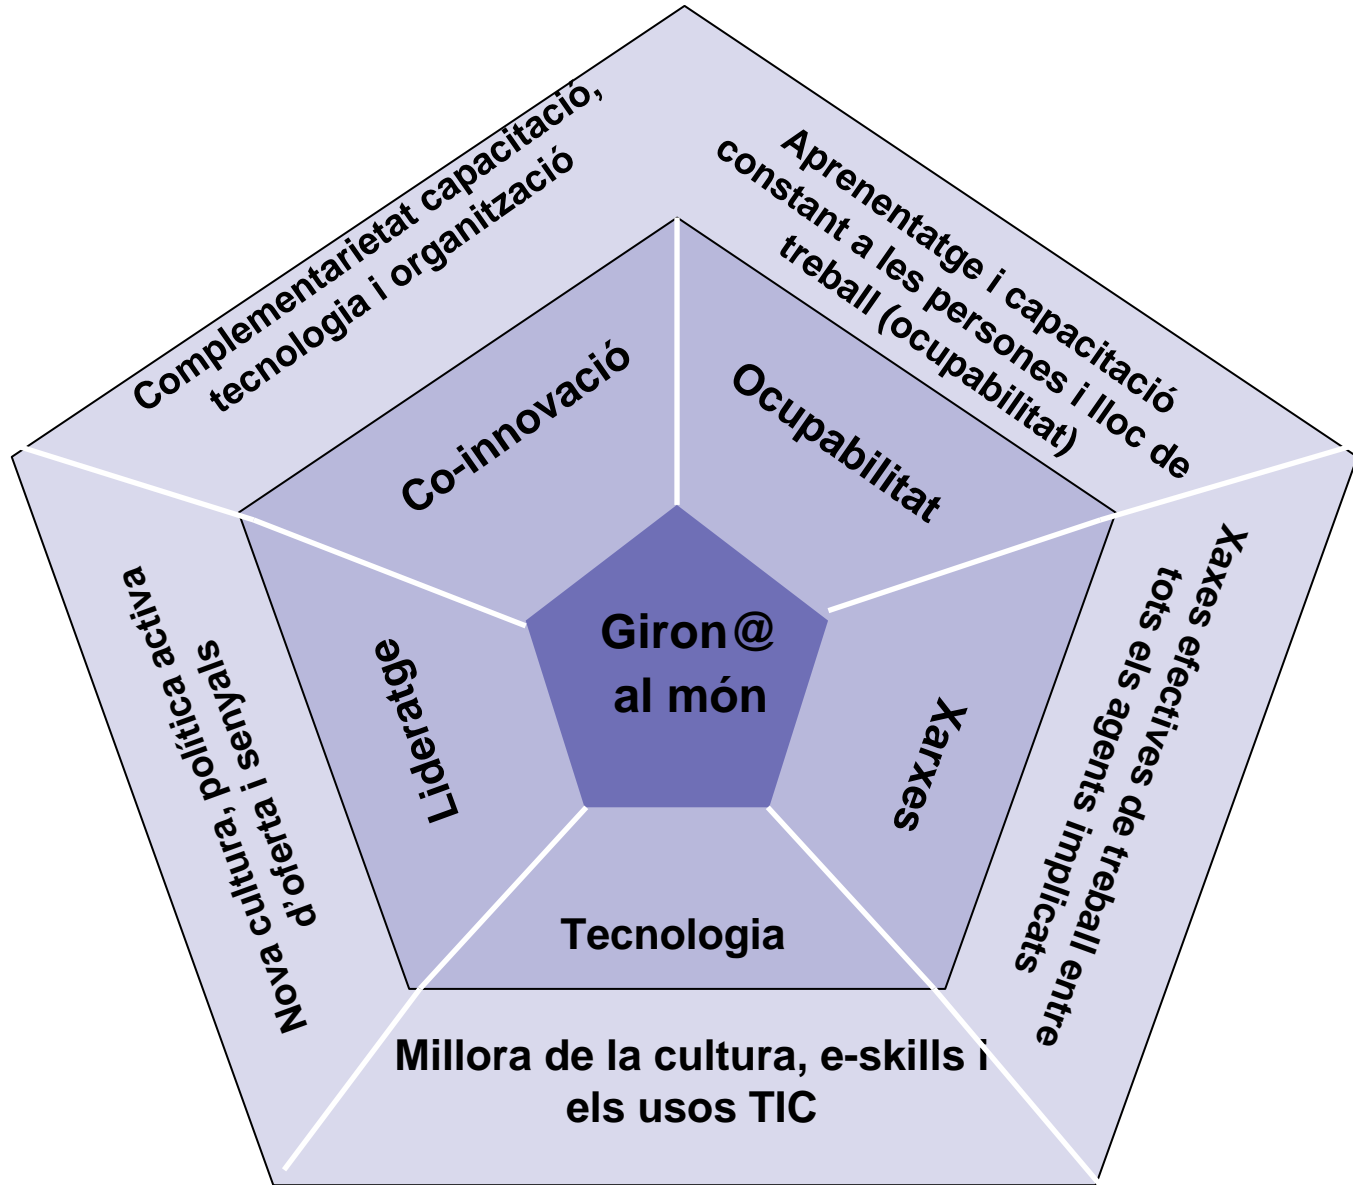 Complementarietat capacitació,
tecnologia i organització
Aprenentatge i capacitació
constant a les persones i lloc de
treball (ocupabilitat)
Co-innovació
Ocupabilitat
Giron@
al món
Lideratge
Xarxes
Tecnologia
Nova cultura, política activa
d'oferta i senyals
Xaxes efectives de treball entre
tots els agents implicats
Millora de la cultura, e-skills i
els usos TIC